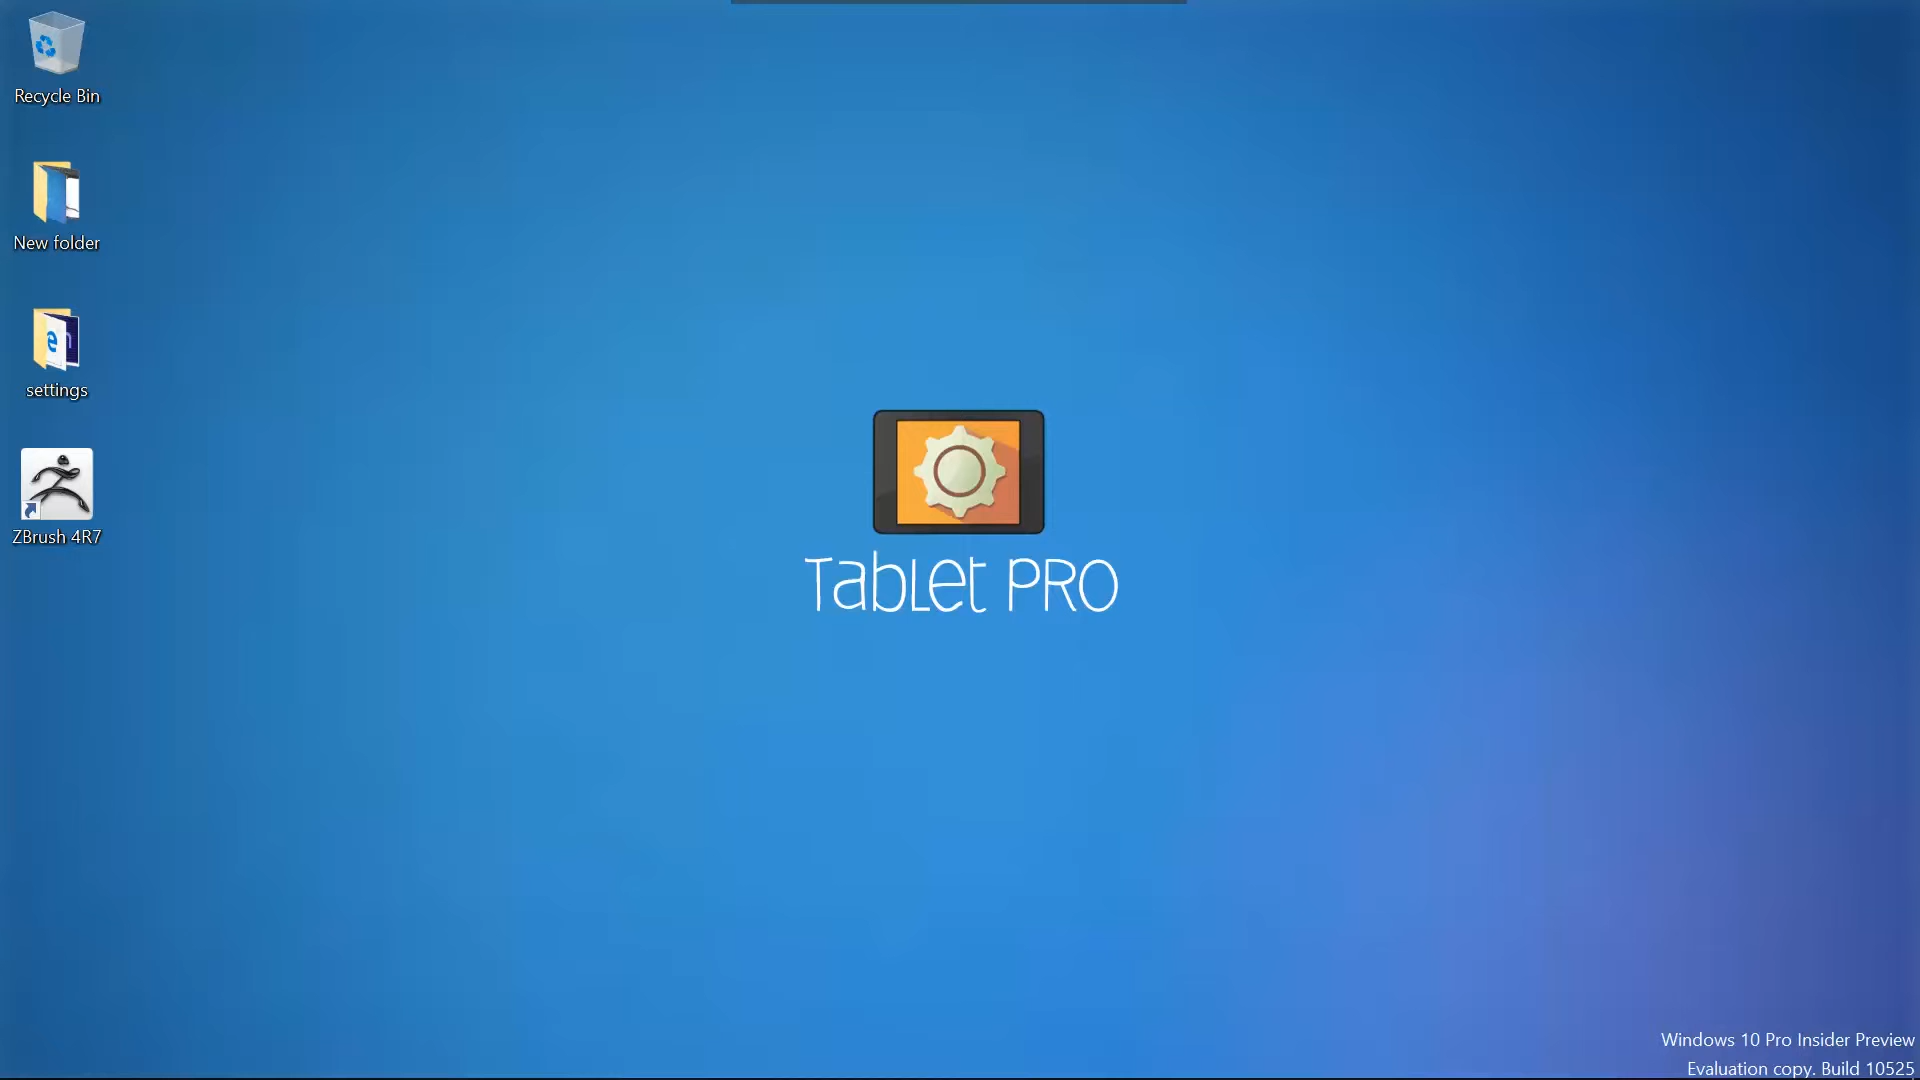 Recycle Bin
New folder
settings
ZBrush 4R7
Tablet PRO
Windows 10 Pro Insider Preview
Evaluation copy. Build 10525